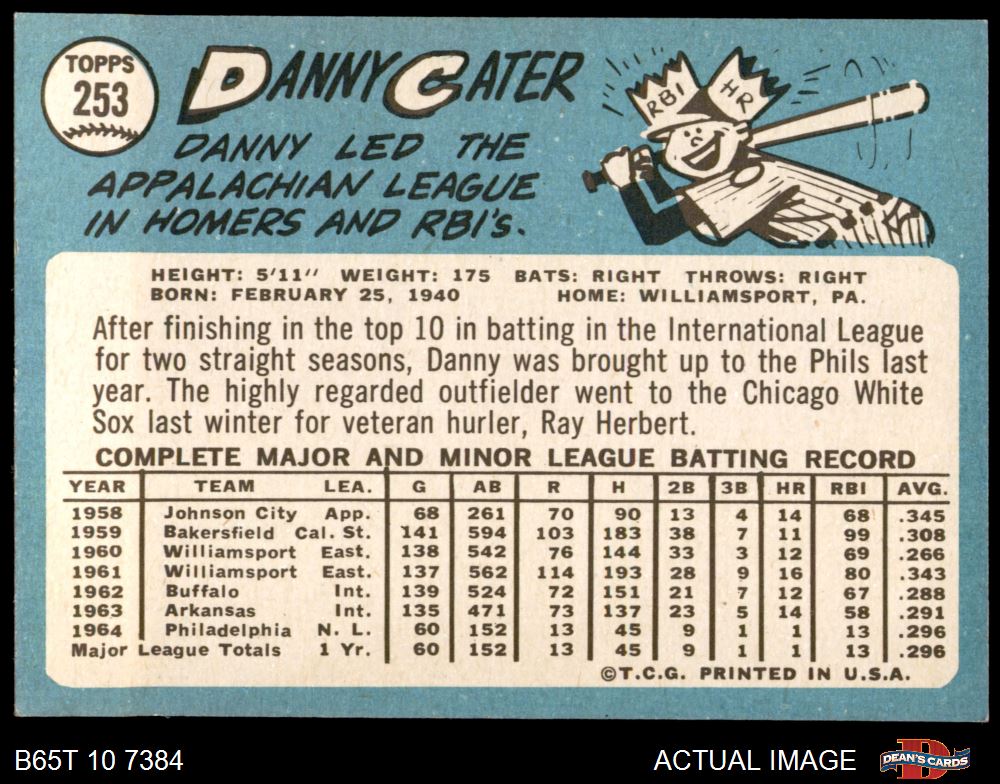 TOPPS
253
DANNY CATER
DANNY LED THE
APPALACHIAN LEAGUE
IN HOMERS AND RBI's.
RBI HR
HEIGHT: 5'11" WEIGHT: 175 BATS: RIGHT THROWS: RIGHT
BORN: FEBRUARY 25, 1940 HOME: WILLIAMSPORT, PA.
After finishing in the top 10 in batting in the International League
for two straight seasons, Danny was brought up to the Phils last
year. The highly regarded outfielder went to the Chicago White
Sox last winter for veteran hurler, Ray Herbert.
COMPLETE MAJOR AND MINOR LEAGUE BATTING RECORD
YEAR TEAM LEA. G AB R H 2B 3B HR RBI AVG.
1958 Johnson City App. 68 261 70 90 13 4 14 68 .345
1959 Bakersfield Cal. St. 141 594 103 183 38 7 11 99 .308
1960 Williamsport East. 138 542 76 144 33 3 12 69 .266
1961 Williamsport East. 137 562 114 193 28 9 16 80 .343
1962 Buffalo Int. 139 524 72 151 21 7 12 67 .288
1963 Arkansas Int. 135 471 73 137 23 5 14 58 .291
1964 Philadelphia N. L. 60 152 13 45 9 1 1 13 .296
Major League Totals 1 Yr. 60 152 13 45 9 1 1 13 .296
©T.C.G. PRINTED IN U.S.A.
B65T 10 7384 ACTUAL IMAGE DEAN'S CARDS